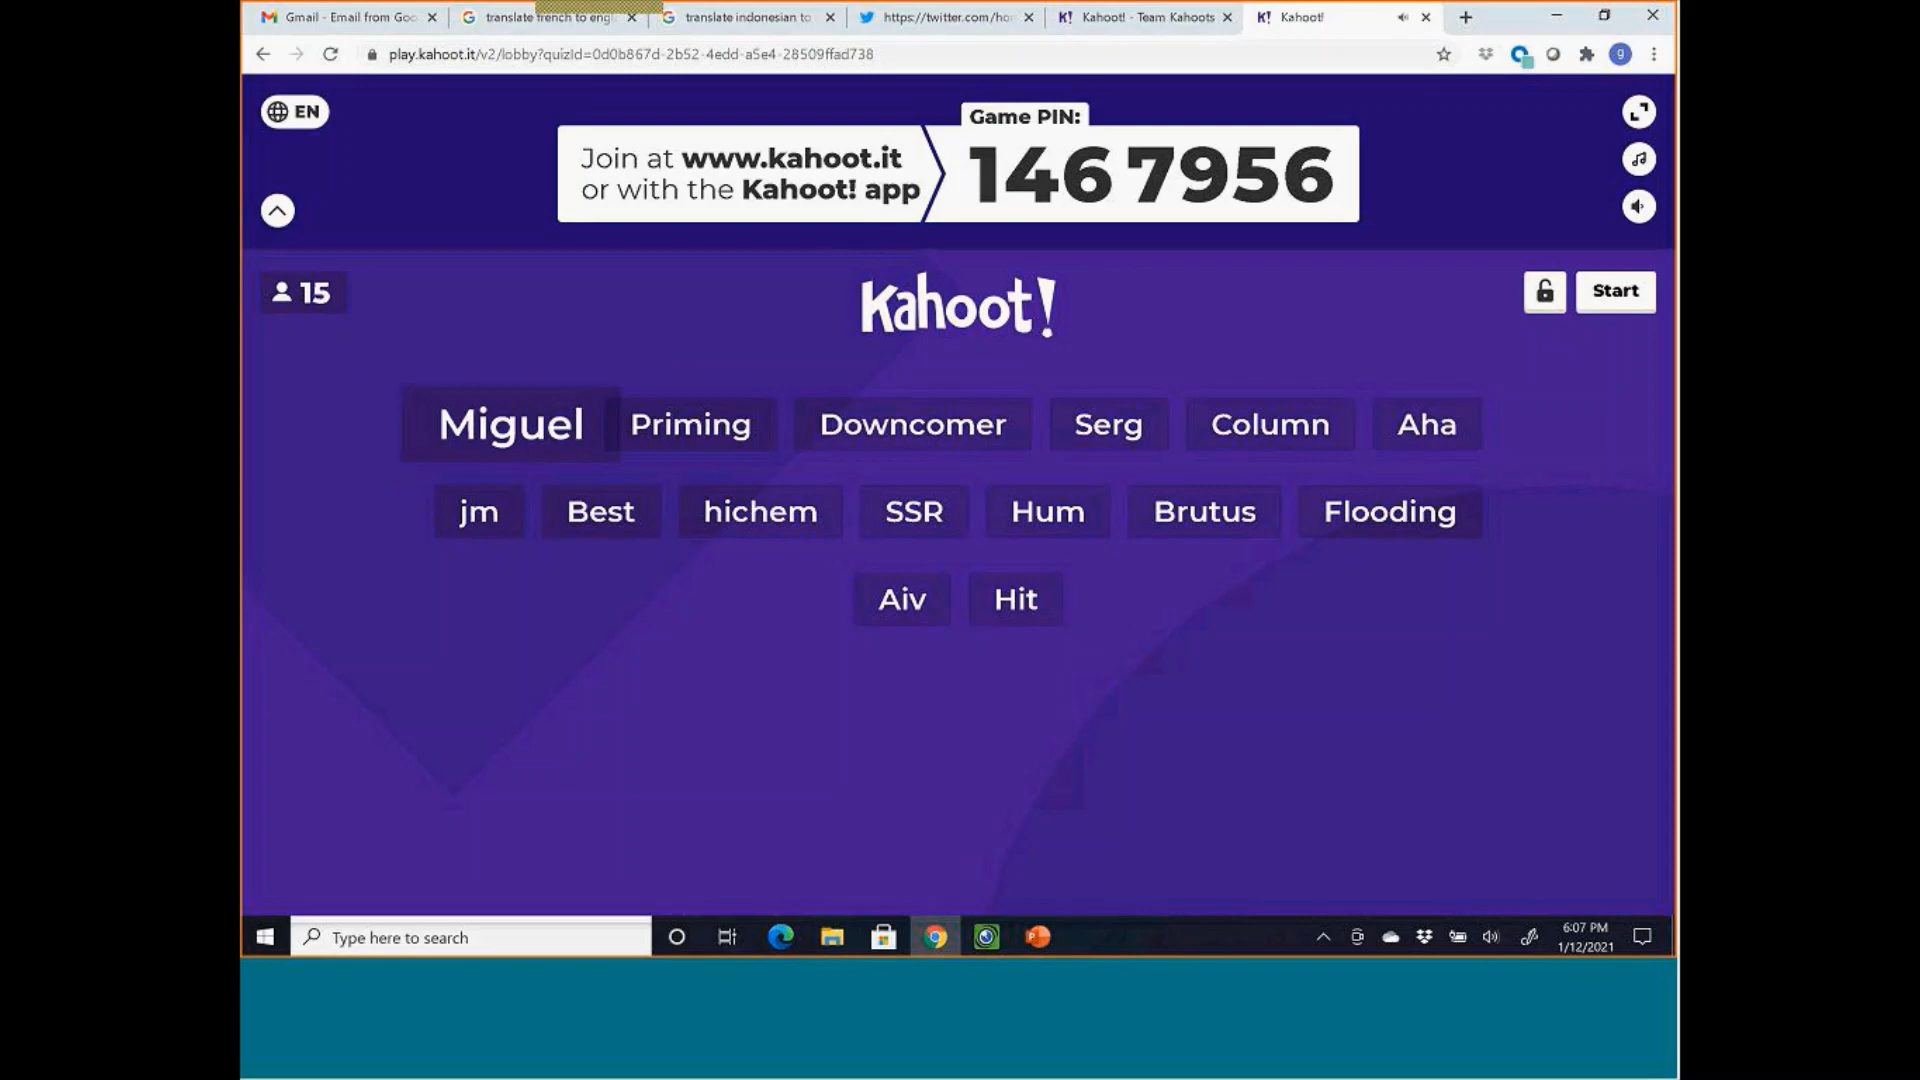 Gmail - Email from Goo
translate french to engl
translate indonesian to
https://twitter.com/hor
K! Kahoot! - Team Kahoots
K! Kahoot!
play.kahoot.it/v2/lobby?quizId=0d0b867d-2b52-4edd-a5e4-28509ffad738
g
EN
Game PIN:
Join at www.kahoot.it
or with the Kahoot! app
146 7956
15
Kahoot!
Start
Miguel Priming Downcomer Serg Column Aha
jm Best hichem SSR Hum Brutus Flooding
Aiv Hit
Type here to search
6:07 PM
1/12/2021